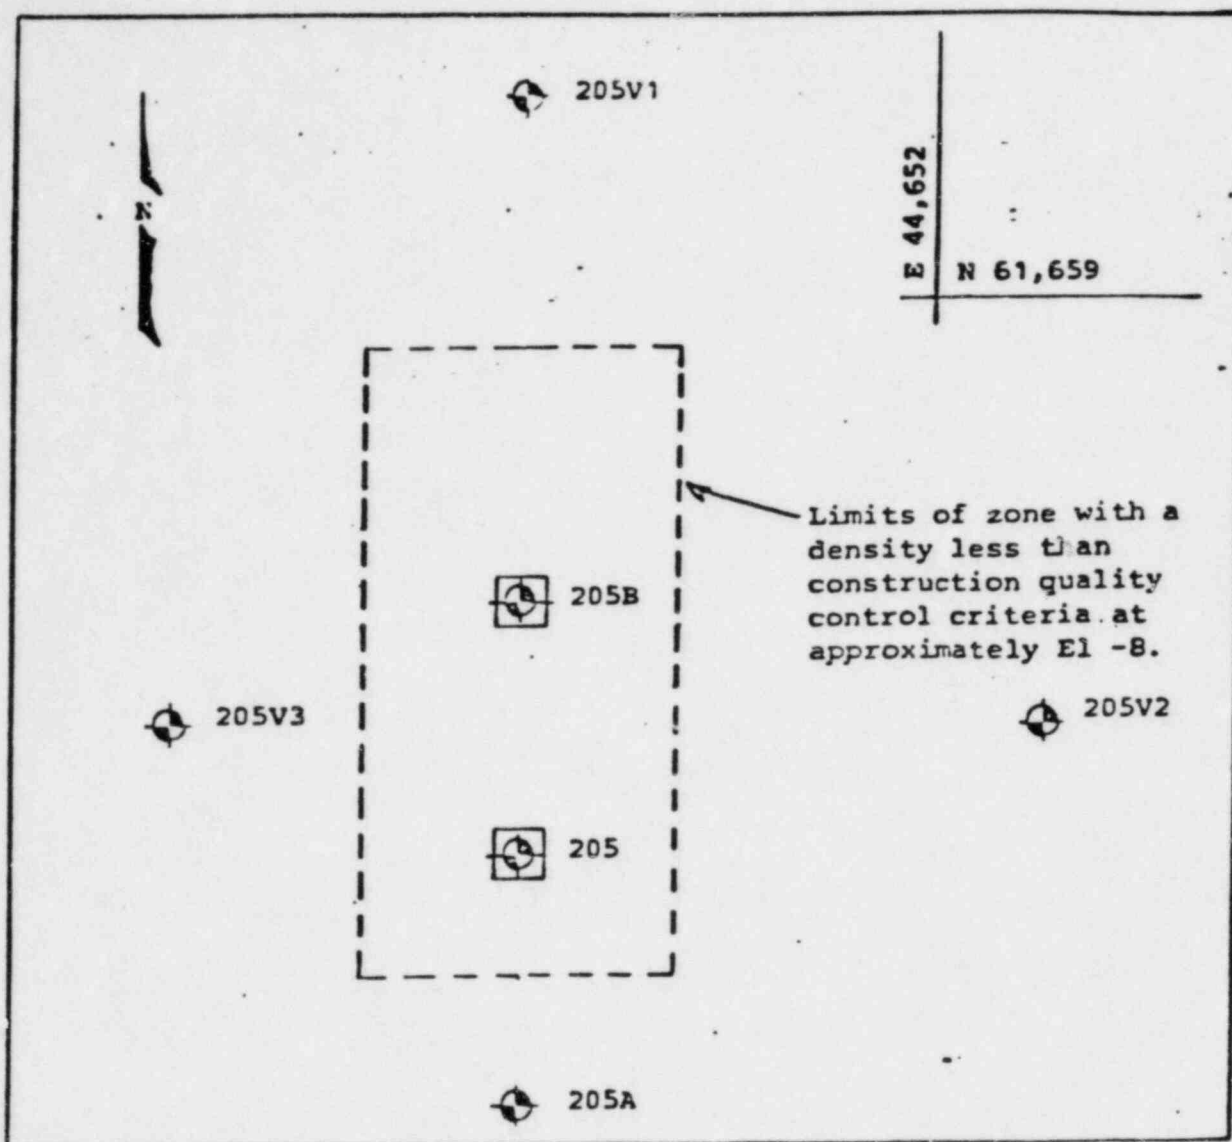 205V1
E 44,652
N
N 61,659
Limits of zone with a
density less than
construction quality
control criteria at
approximately El -8.
205B
205V3
205V2
205
205A